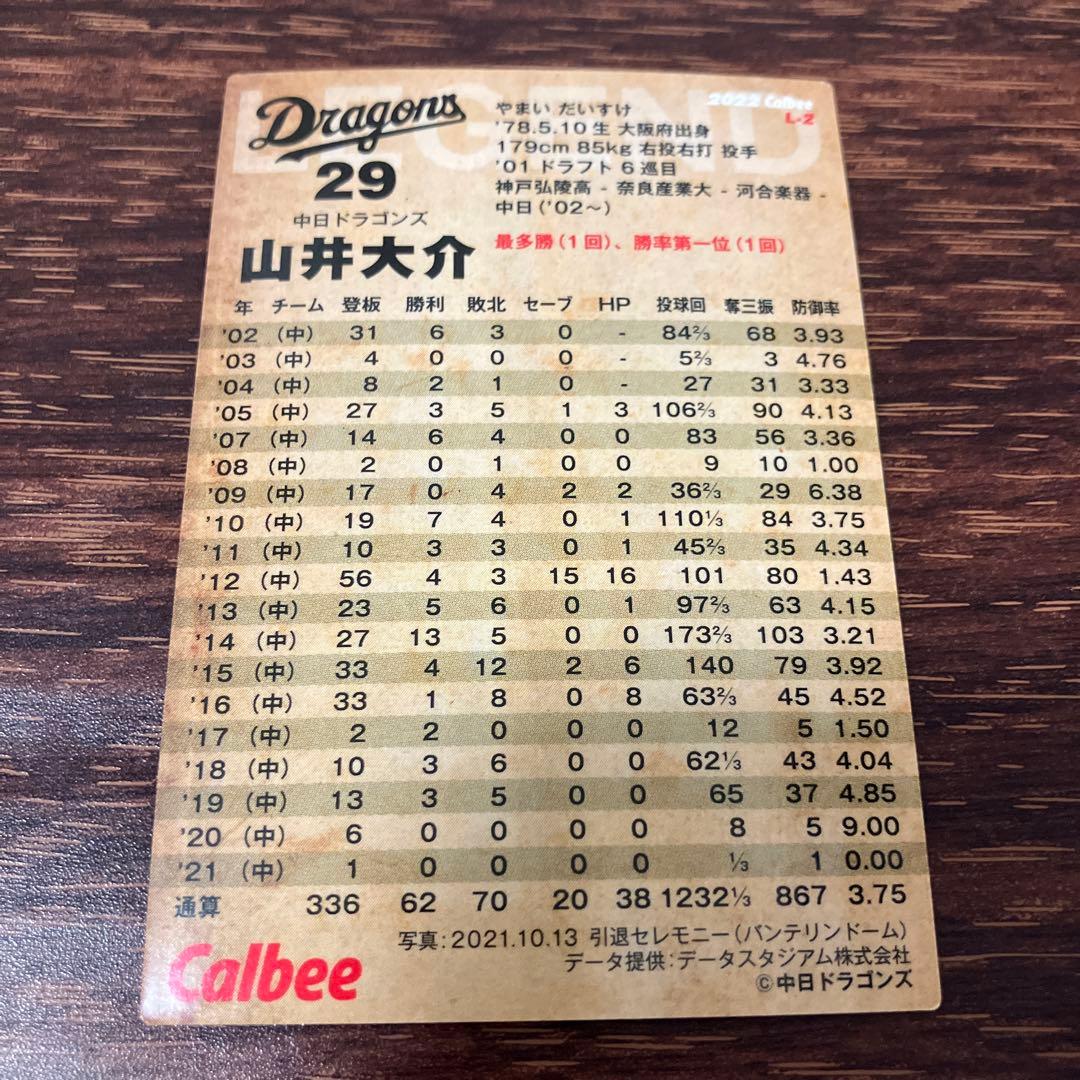 LEGEND
Dragons
29
中日ドラゴンズ
山井大介
2022 Calbee
L-2
やまい だいすけ
'78.5.10生 大阪府出身
179cm 85kg 右投右打 投手
'01 ドラフト 6巡目
神戸弘陵高 - 奈良産業大 - 河合楽器 -
中日('02〜)
最多勝(1回)、勝率第一位(1回)
年 チーム 登板 勝利 敗北 セーブ HP 投球回 奪三振 防御率
'02 (中) 31 6 3 0 - 84⅔ 68 3.93
'03 (中) 4 0 0 0 - 5⅔ 3 4.76
'04 (中) 8 2 1 0 - 27 31 3.33
'05 (中) 27 3 5 1 3 106⅔ 90 4.13
'07 (中) 14 6 4 0 0 83 56 3.36
'08 (中) 2 0 1 0 0 9 10 1.00
'09 (中) 17 0 4 2 2 36⅔ 29 6.38
'10 (中) 19 7 4 0 1 110⅓ 84 3.75
'11 (中) 10 3 3 0 1 45⅔ 35 4.34
'12 (中) 56 4 3 15 16 101 80 1.43
'13 (中) 23 5 6 0 1 97⅔ 63 4.15
'14 (中) 27 13 5 0 0 173⅔ 103 3.21
'15 (中) 33 4 12 2 6 140 79 3.92
'16 (中) 33 1 8 0 8 63⅔ 45 4.52
'17 (中) 2 2 0 0 0 12 5 1.50
'18 (中) 10 3 6 0 0 62⅓ 43 4.04
'19 (中) 13 3 5 0 0 65 37 4.85
'20 (中) 6 0 0 0 0 8 5 9.00
'21 (中) 1 0 0 0 0 ⅓ 1 0.00
通算 336 62 70 20 38 1232⅓ 867 3.75
写真:2021.10.13 引退セレモニー(バンテリンドーム)
データ提供:データスタジアム株式会社
©中日ドラゴンズ
Calbee